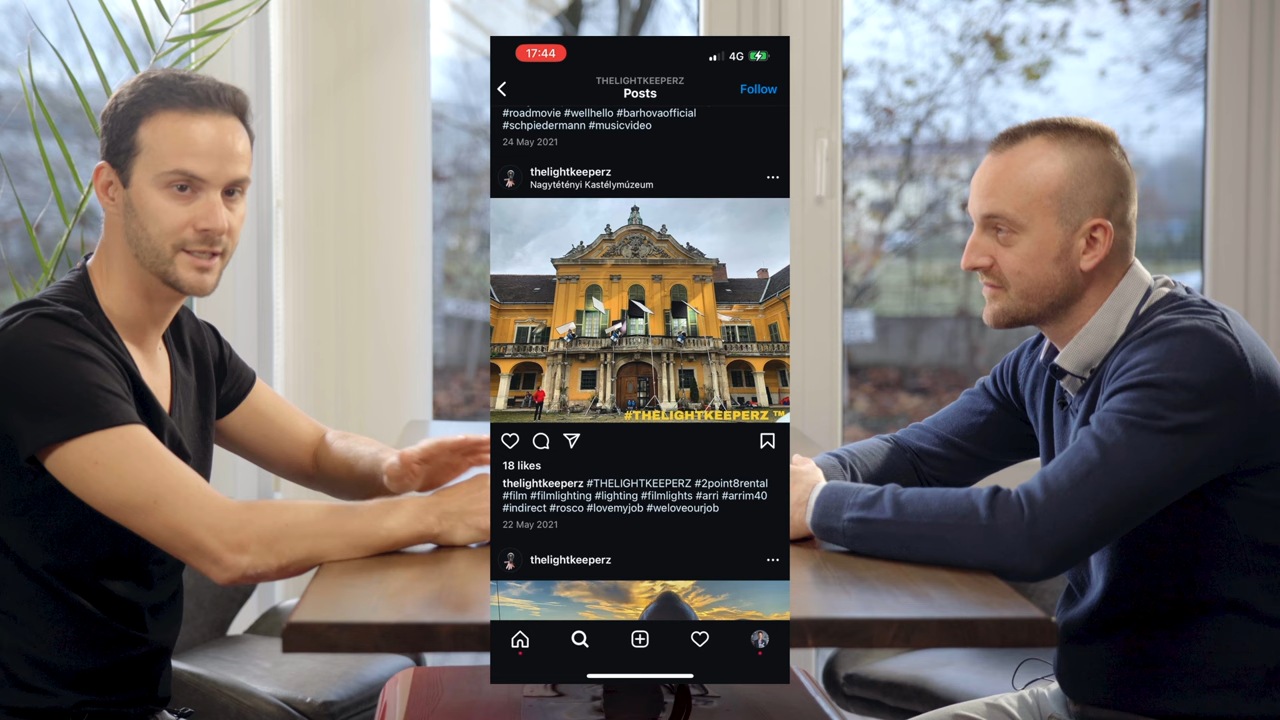 17:44
4G
THELIGHTKEEPERZ
Posts
Follow
#roadmovie #wellhello #barhovaofficial
#schpiedermann #musicvideo
24 May 2021
thelightkeeperz
Nagytétényi Kastélymúzeum
#THELIGHTKEEPERZ ™
18 likes
thelightkeeperz #THELIGHTKEEPERZ #2point8rental
#film #filmlighting #lighting #filmlights #arri #arrim40
#indirect #rosco #lovemyjob #weloveourjob
22 May 2021
thelightkeeperz